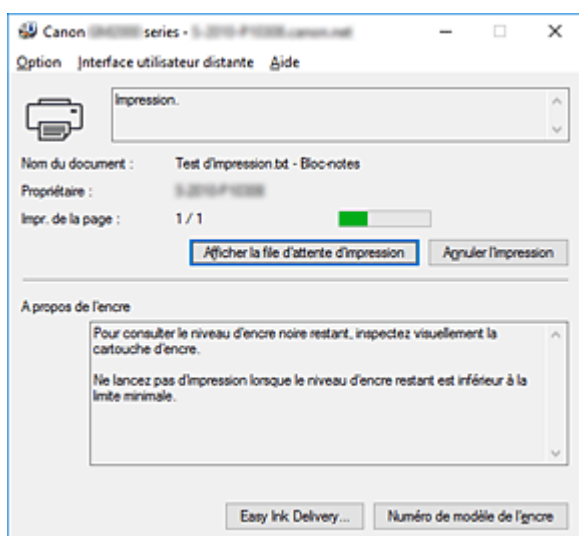 Canon series -
Option Interface utilisateur distante Aide
Impression.
Nom du document : Test d'impression.txt - Bloc-notes
Propriétaire :
Impr. de la page : 1 / 1
Afficher la file d'attente d'impression Annuler l'impression
A propos de l'encre
Pour consulter le niveau d'encre noire restant, inspectez visuellement la
cartouche d'encre.
Ne lancez pas d'impression lorsque le niveau d'encre restant est inférieur à la
limite minimale.
Easy Ink Delivery... Numéro de modèle de l'encre